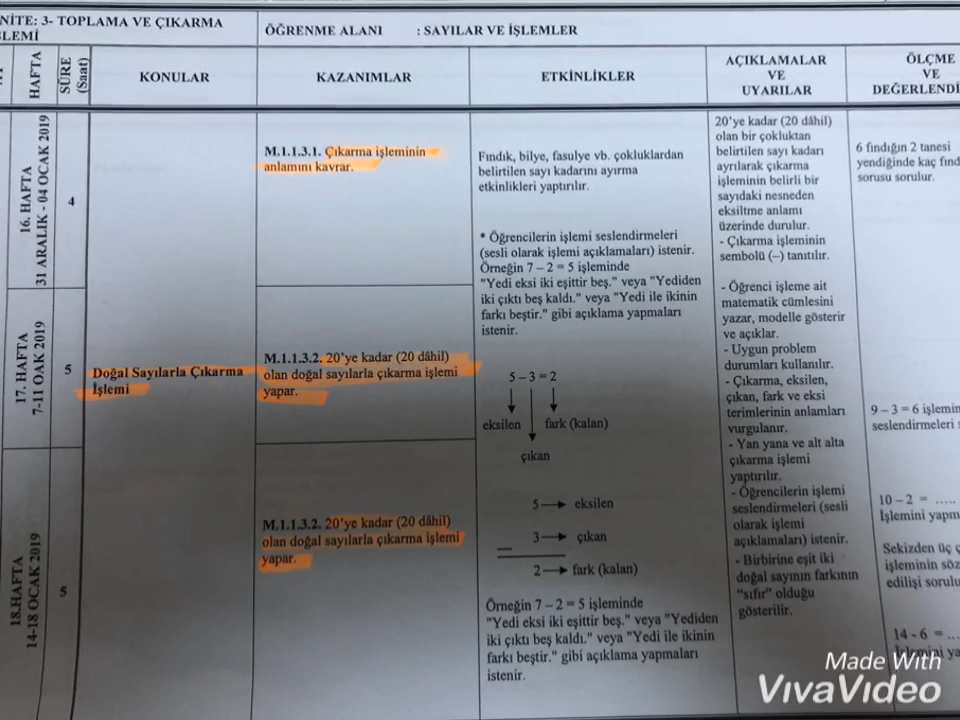 NİTE: 3- TOPLAMA VE ÇIKARMA
ŞLEMİ
ÖĞRENME ALANI : SAYILAR VE İŞLEMLER
HAFTA
SÜRE
(Saat)
KONULAR
KAZANIMLAR
ETKİNLİKLER
AÇIKLAMALAR
VE
UYARILAR
ÖLÇME
VE
DEĞERLENDİ
16. HAFTA
31 ARALIK - 04 OCAK 2019
4
17. HAFTA
7-11 OAK 2019
5
18.HAFTA
14-18 OCAK 2019
5
Doğal Sayılarla Çıkarma
İşlemi
M.1.1.3.1. Çıkarma işleminin
anlamını kavrar.
M.1.1.3.2. 20’ye kadar (20 dâhil)
olan doğal sayılarla çıkarma işlemi
yapar.
M.1.1.3.2. 20’ye kadar (20 dâhil)
olan doğal sayılarla çıkarma işlemi
yapar.
Fındık, bilye, fasulye vb. çokluklardan
belirtilen sayı kadarını ayırma
etkinlikleri yaptırılır.
* Öğrencilerin işlemi seslendirmeleri
(sesli olarak işlemi açıklamaları) istenir.
Örneğin 7 – 2 = 5 işleminde
"Yedi eksi iki eşittir beş." veya "Yediden
iki çıktı beş kaldı." veya "Yedi ile ikinin
farkı beştir." gibi açıklama yapmaları
istenir.
5 – 3 = 2
eksilen fark (kalan)
çıkan
5 → eksilen
3 → çıkan
–
2 → fark (kalan)
Örneğin 7 – 2 = 5 işleminde
"Yedi eksi iki eşittir beş." veya "Yediden
iki çıktı beş kaldı." veya "Yedi ile ikinin
farkı beştir." gibi açıklama yapmaları
istenir.
20’ye kadar (20 dâhil)
olan bir çokluktan
belirtilen sayı kadarı
ayrılarak çıkarma
işleminin belirli bir
sayıdaki nesneden
eksiltme anlamı
üzerinde durulur.
- Çıkarma işleminin
sembolü (–) tanıtılır.
- Öğrenci işleme ait
matematik cümlesini
yazar, modelle gösterir
ve açıklar.
- Uygun problem
durumları kullanılır.
- Çıkarma, eksilen,
çıkan, fark ve eksi
terimlerinin anlamları
vurgulanır.
- Yan yana ve alt alta
çıkarma işlemi
yaptırılır.
- Öğrencilerin işlemi
seslendirmeleri (sesli
olarak işlemi
açıklamaları) istenir.
- Birbirine eşit iki
doğal sayının farkının
"sıfır" olduğu
gösterilir.
6 fındığın 2 tanesi
yendiğinde kaç fınd
sorusu sorulur.
9 – 3 = 6 işlemin
seslendirmeleri s
10 – 2 = …..
İşlemini yapm
Sekizden üç ç
işleminin söz
edilişi sorulu
14 - 6 = …
İşlemini ya
Made With
VivaVideo